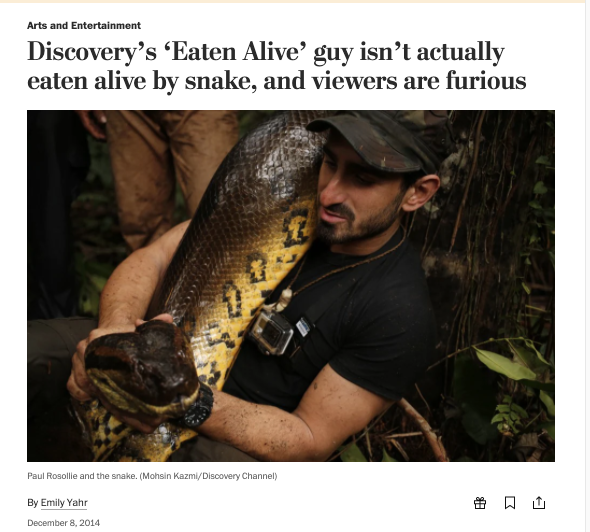 Arts and Entertainment
Discovery’s ‘Eaten Alive’ guy isn’t actually
eaten alive by snake, and viewers are furious
Paul Rosollie and the snake. (Mohsin Kazmi/Discovery Channel)
By Emily Yahr
December 8, 2014